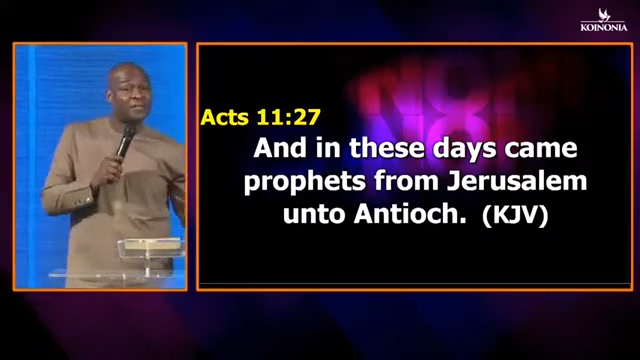 KOINONIA
Acts 11:27
And in these days came
prophets from Jerusalem
unto Antioch. (KJV)